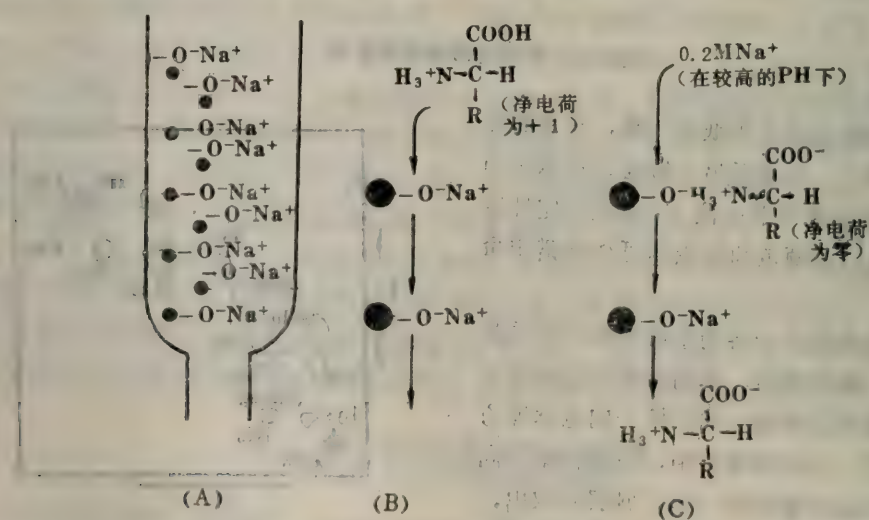 –O⁻Na⁺
–O⁻Na⁺
–O⁻Na⁺
–O⁻Na⁺
–O⁻Na⁺
–O⁻Na⁺
–O⁻Na⁺
–O⁻Na⁺
–O⁻Na⁺
(A)
COOH
H₃⁺N–C–H
R
(净电荷
为+1)
–O⁻Na⁺
–O⁻Na⁺
(B)
0.2MNa⁺
(在较高的PH下)
COO⁻
–O⁻H₃⁺N–C–H
R(净电荷
为零)
–O⁻Na⁺
COO⁻
H₃⁺N–C–H
R
(C)